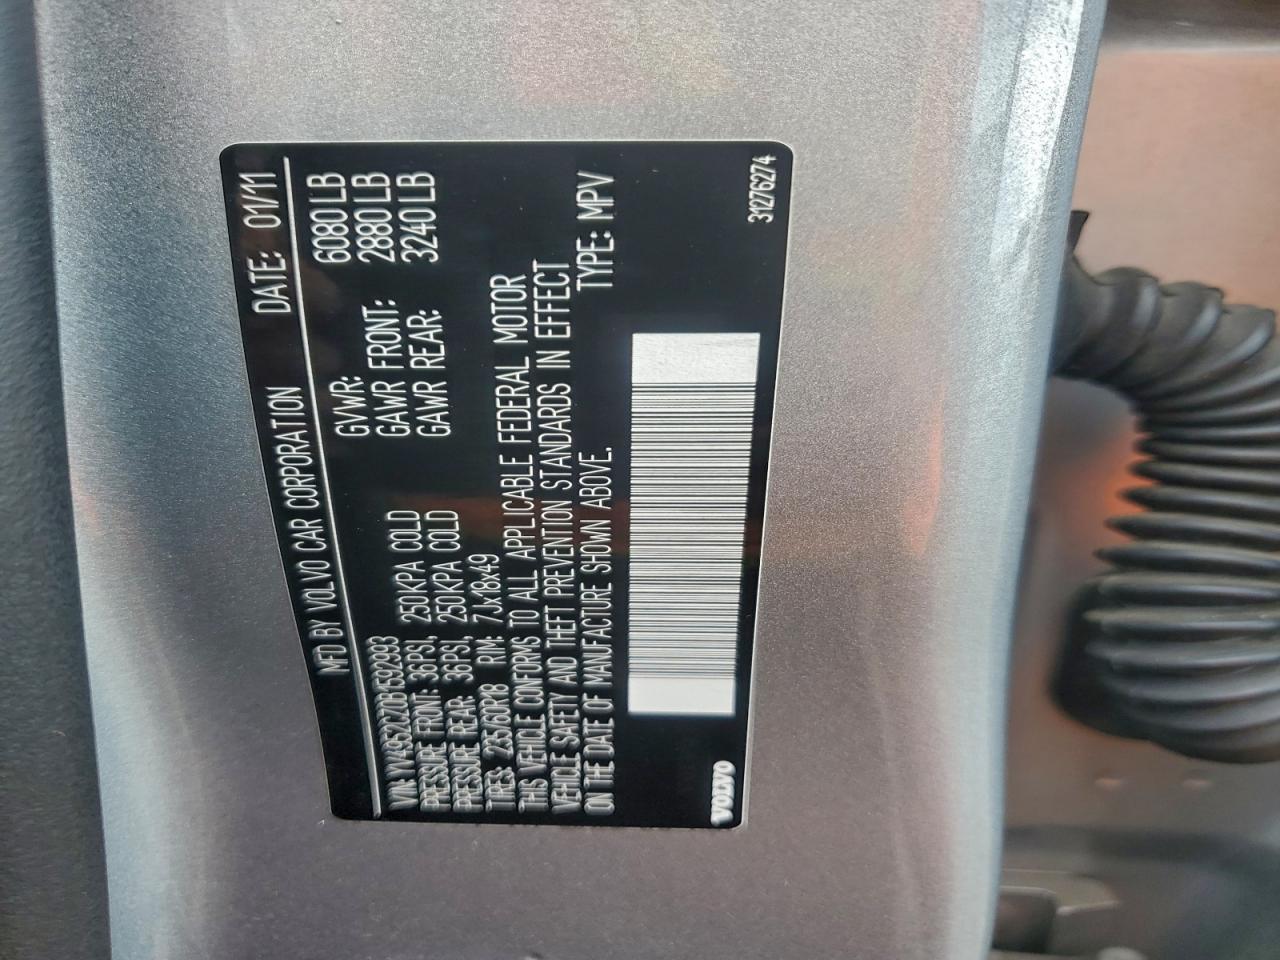 MFD BY VOLVO CAR CORPORATION DATE: 01/11
GVWR: 6080 LB
GAWR FRONT: 2880 LB
GAWR REAR: 3240 LB
VIN: YV4952CZ0B1592993
PRESSURE FRONT: 36PSI, 250KPA COLD
PRESSURE REAR: 36PSI, 250KPA COLD
TIRES: 235/60R18 RIM: 7Jx18x49
THIS VEHICLE CONFORMS TO ALL APPLICABLE FEDERAL MOTOR
VEHICLE SAFETY AND THEFT PREVENTION STANDARDS IN EFFECT
ON THE DATE OF MANUFACTURE SHOWN ABOVE. TYPE: MPV
VOLVO 31276274